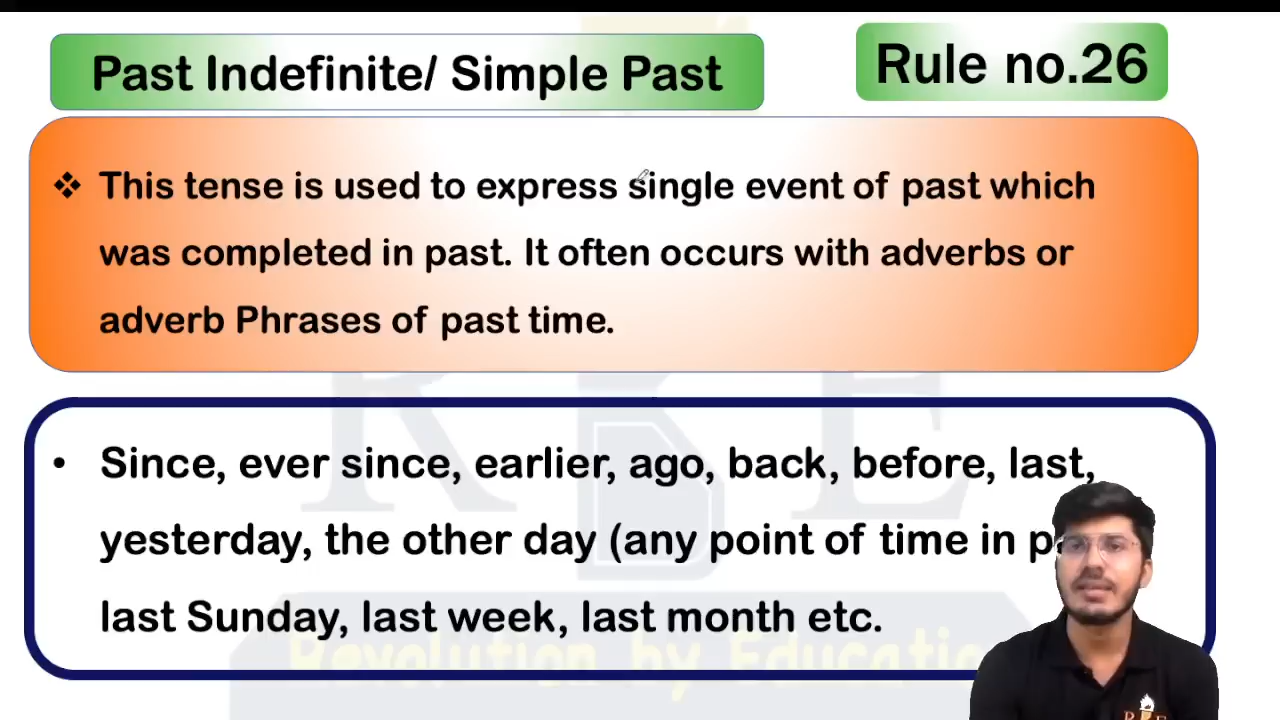 Past Indefinite/ Simple Past
Rule no.26
❖ This tense is used to express single event of past which
was completed in past. It often occurs with adverbs or
adverb Phrases of past time.
• Since, ever since, earlier, ago, back, before, last,
yesterday, the other day (any point of time in
last Sunday, last week, last month etc.
R K E
Revolution by Education